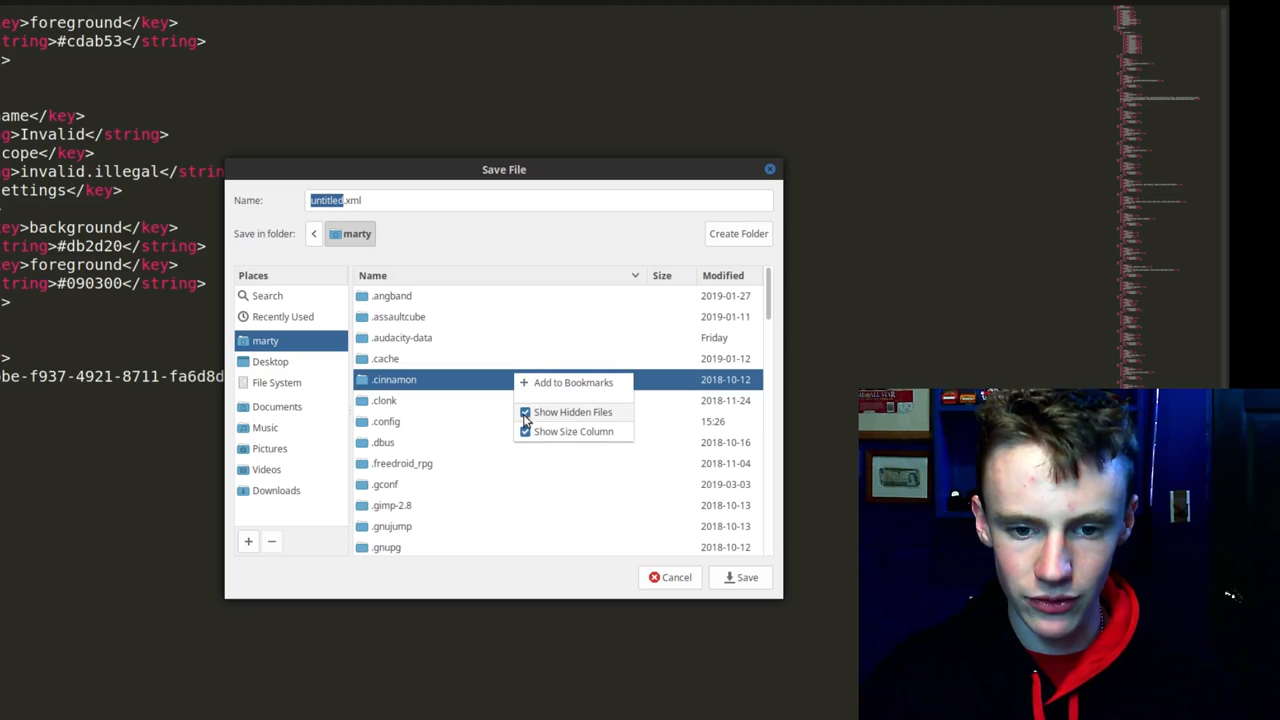 ey>foreground</key>
tring>#cdab53</string>
>
ame</key>
ng>Invalid</string>
cope</key>
ng>invalid.illegal</strin
ettings</key>
key>background</key>
string>#db2d20</string>
key>foreground</key>
string>#090300</string>
>
>
be-f937-4921-8711-fa6d8d
Save File
Name:
untitled.xml
Save in folder:
marty
Create Folder
Places
Search
Recently Used
marty
Desktop
File System
Documents
Music
Pictures
Videos
Downloads
Name
Size
Modified
.angband
2019-01-27
.assaultcube
2019-01-11
.audacity-data
Friday
.cache
2019-01-12
.cinnamon
2018-10-12
.clonk
2018-11-24
.config
15:26
.dbus
2018-10-16
.freedroid_rpg
2018-11-04
.gconf
2019-03-03
.gimp-2.8
2018-10-13
.gnujump
2018-10-13
.gnupg
2018-10-12
Add to Bookmarks
Show Hidden Files
Show Size Column
Cancel
Save